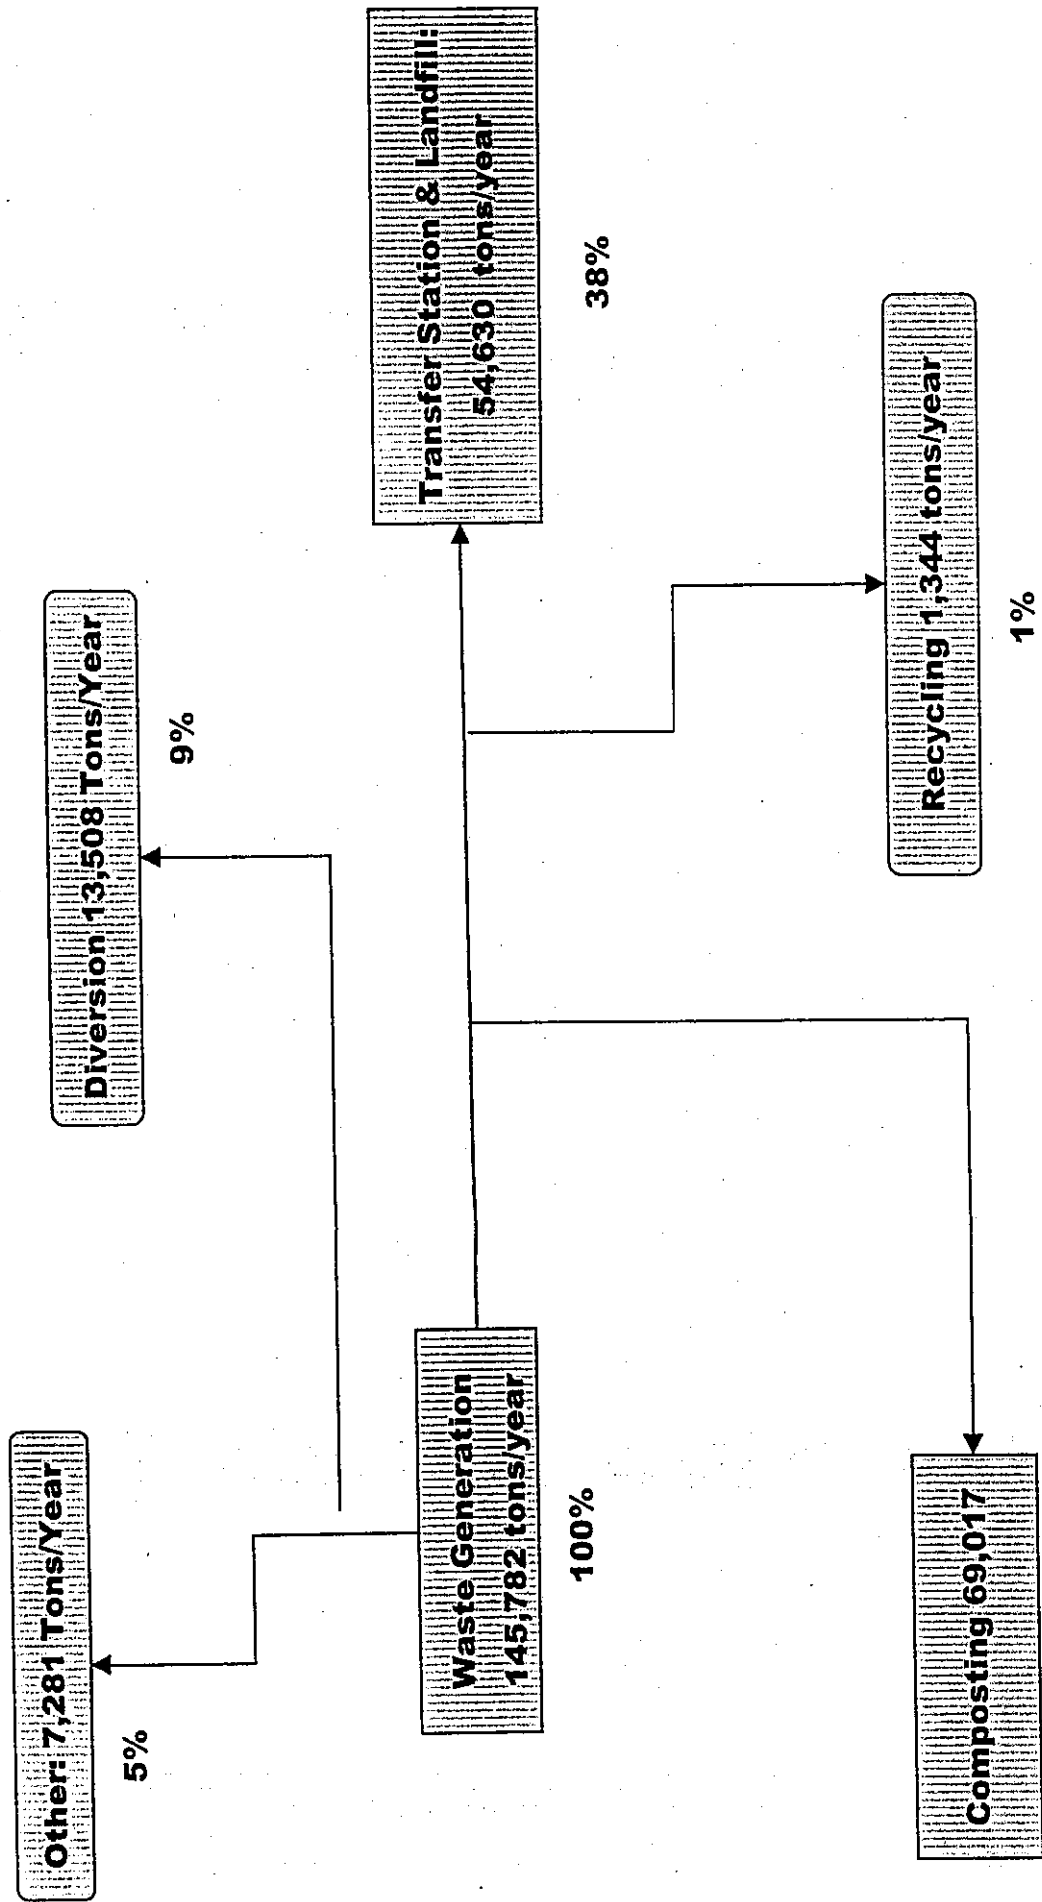 Other: 7,281 Tons/Year
5%
Diversion 13,508 Tons/Year
9%
Waste Generation
145,782 tons/year
100%
Transfer Station & Landfill:
54,630 tons/year
38%
Composting 69,017
Recycling 1,344 tons/year
1%